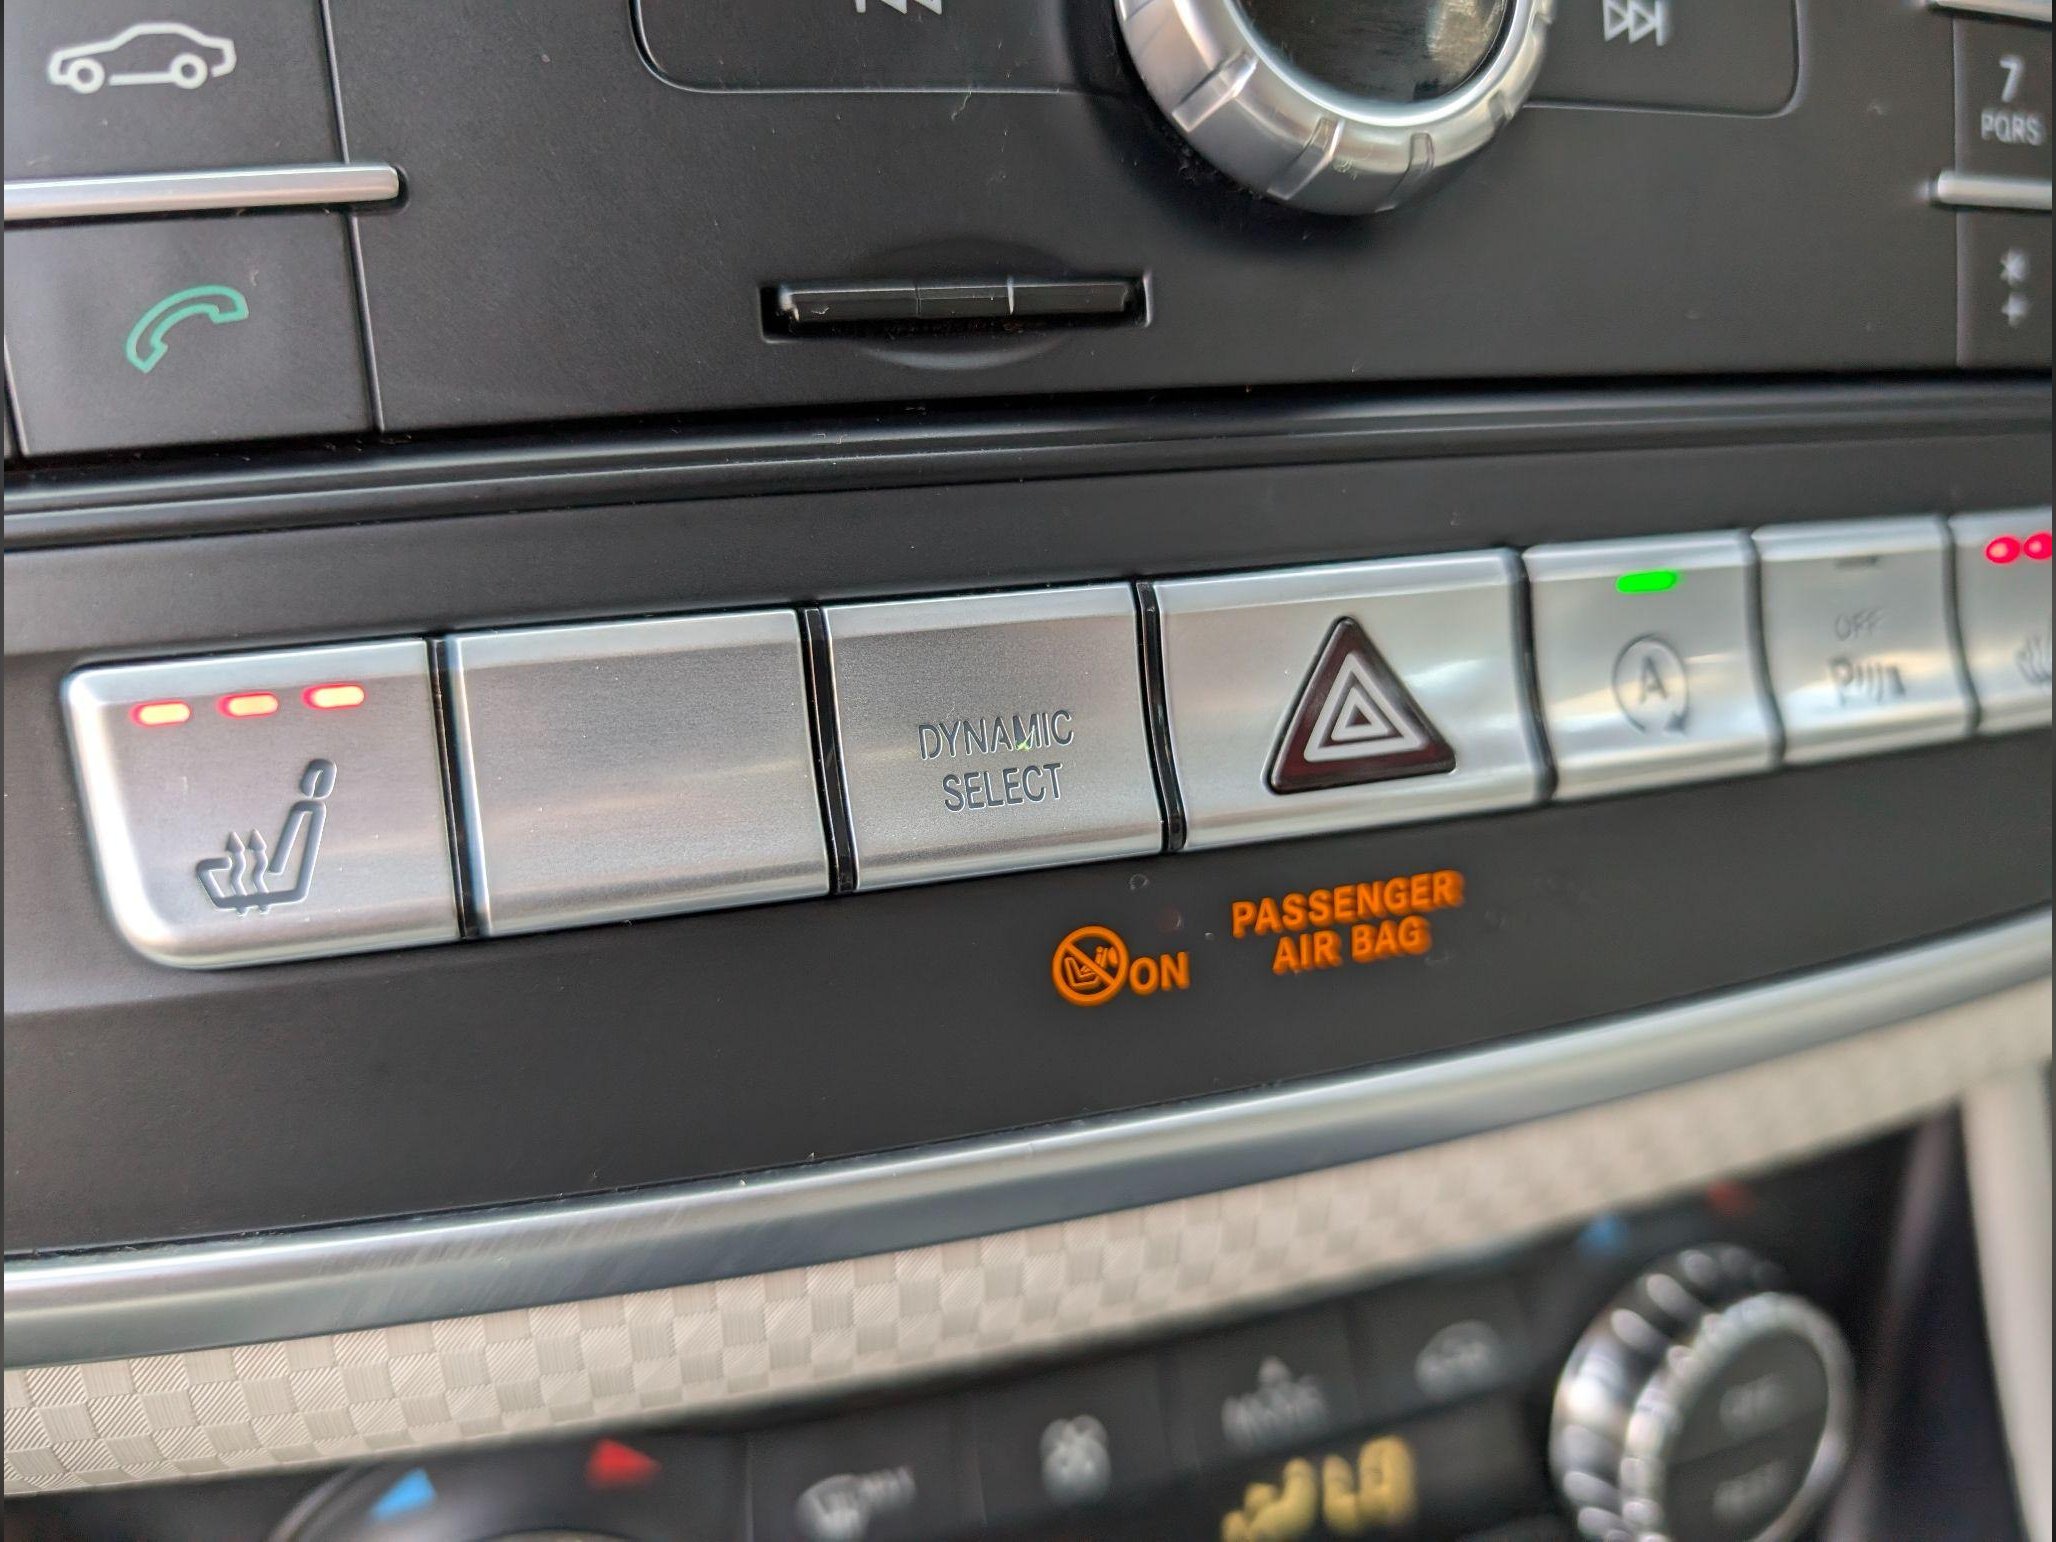 7
PQRS
*
+
DYNAMIC
SELECT
A
OFF
P
ON
PASSENGER
AIR BAG